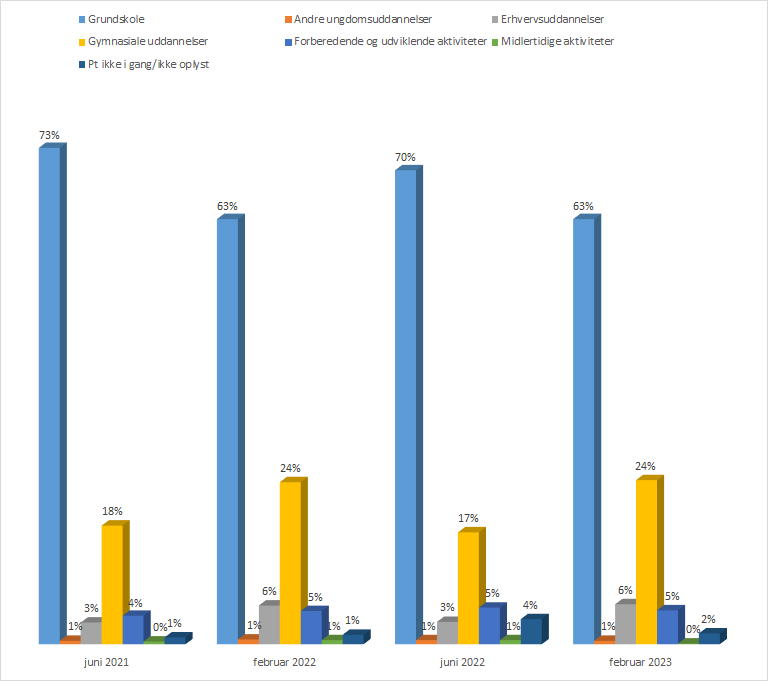 Grundskole Andre ungdomsuddannelser Erhvervsuddannelser
Gymnasiale uddannelser Forberedende og udviklende aktiviteter Midlertidige aktiviteter
Pt ikke i gang/ikke oplyst
73% 1% 3% 18% 4% 0% 1%
63% 1% 6% 24% 5% 1% 1%
70% 1% 3% 17% 5% 1% 4%
63% 1% 6% 24% 5% 0% 2%
juni 2021 februar 2022 juni 2022 februar 2023